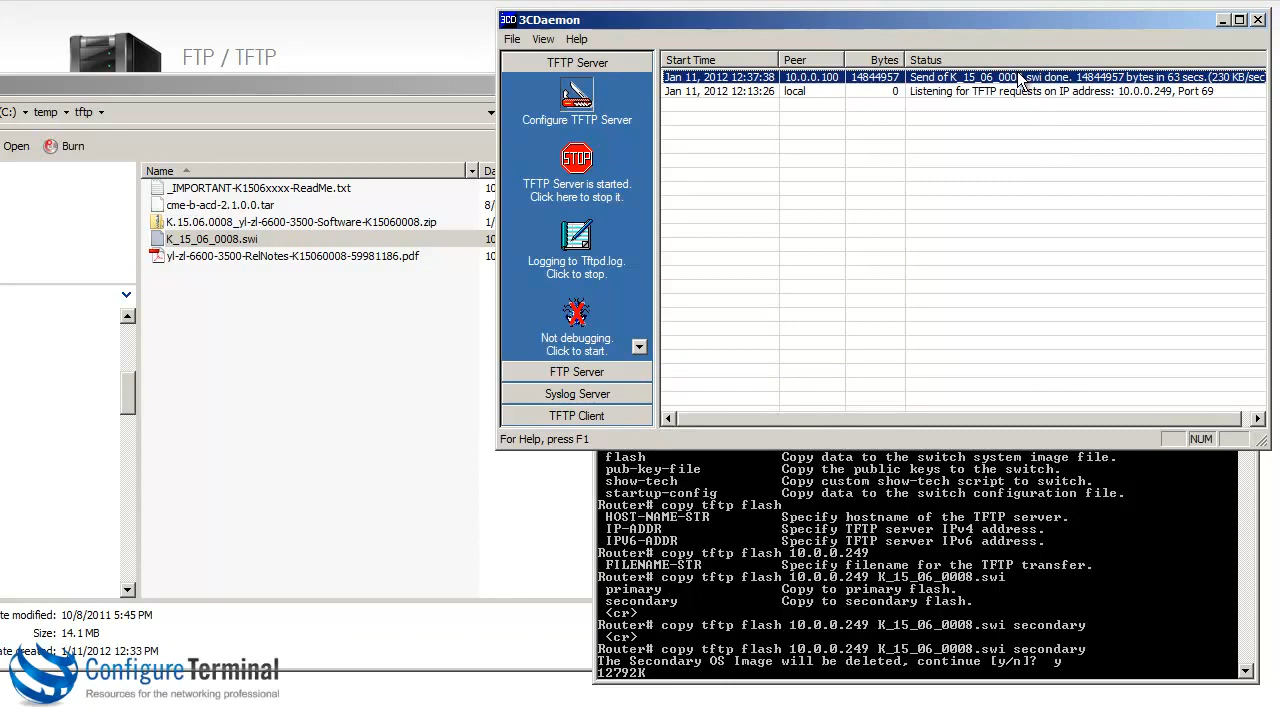 FTP / TFTP
3CDaemon
File View Help
TFTP Server
Configure TFTP Server
TFTP Server is started.
Click here to stop it.
Logging to Tftpd.log.
Click to stop.
Not debugging.
Click to start.
FTP Server
Syslog Server
TFTP Client
For Help, press F1
NUM
Start Time Peer Bytes Status
Jan 11, 2012 12:37:38 10.0.0.100 14844957 Send of done. 14844957 bytes in 63 secs.(230 KB/sec
Jan 11, 2012 12:13:26 local 0 Listening for TFTP requests on IP address: 10.0.0.249, Port 69
(C:) temp tftp
Open Burn
Name Da
_IMPORTANT-K1506xxxx-ReadMe.txt 10
cme-b-acd-2.1.0.0.tar 8/
K.15.06.0008_yl-zl-6600-3500-Software-K15060008.zip 1/
K_15_06_0008.swi 10
yl-zl-6600-3500-RelNotes-K15060008-59981186.pdf 10
te modified: 10/8/2011 5:45 PM
Size: 14.1 MB
te created: 1/11/2012 12:33 PM
flash Copy data to the switch system image file.
pub-key-file Copy the public keys to the switch.
show-tech Copy custom show-tech script to switch.
startup-config Copy data to the switch configuration file.
Router# copy tftp flash
HOST-NAME-STR Specify hostname of the TFTP server.
IP-ADDR Specify TFTP server IPv4 address.
IPV6-ADDR Specify TFTP server IPv6 address.
Router# copy tftp flash 10.0.0.249
FILENAME-STR Specify filename for the TFTP transfer.
Router# copy tftp flash 10.0.0.249 K_15_06_0008.swi
primary Copy to primary flash.
secondary Copy to secondary flash.
<cr>
Router# copy tftp flash 10.0.0.249 K_15_06_0008.swi secondary
<cr>
Router# copy tftp flash 10.0.0.249 K_15_06_0008.swi secondary
The Secondary OS Image will be deleted, continue [y/n]? y
12792K
ConfigureTerminal
Resources for the networking professional